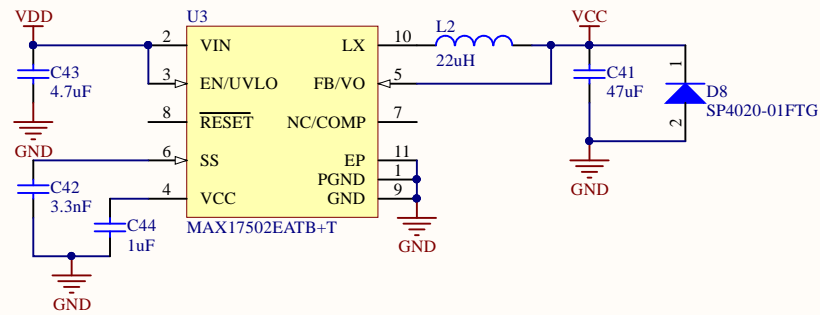 VDD
U3
VCC
2 VIN LX 10
L2
22uH
C43
4.7uF
3 EN/UVLO FB/VO 5
C41
47uF
1
D8
SP4020-01FTG
2
8 RESET NC/COMP 7
GND
6 SS EP 11
PGND 1
GND
C42
3.3nF
4 VCC GND 9
C44
1uF
MAX17502EATB+T
GND
GND